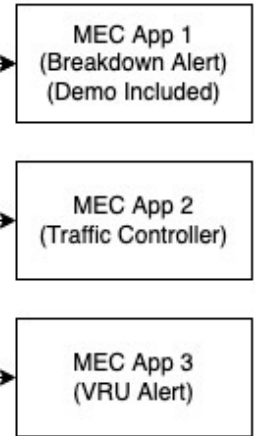 MEC App 1
(Breakdown Alert)
(Demo Included)
MEC App 2
(Traffic Controller)
MEC App 3
(VRU Alert)